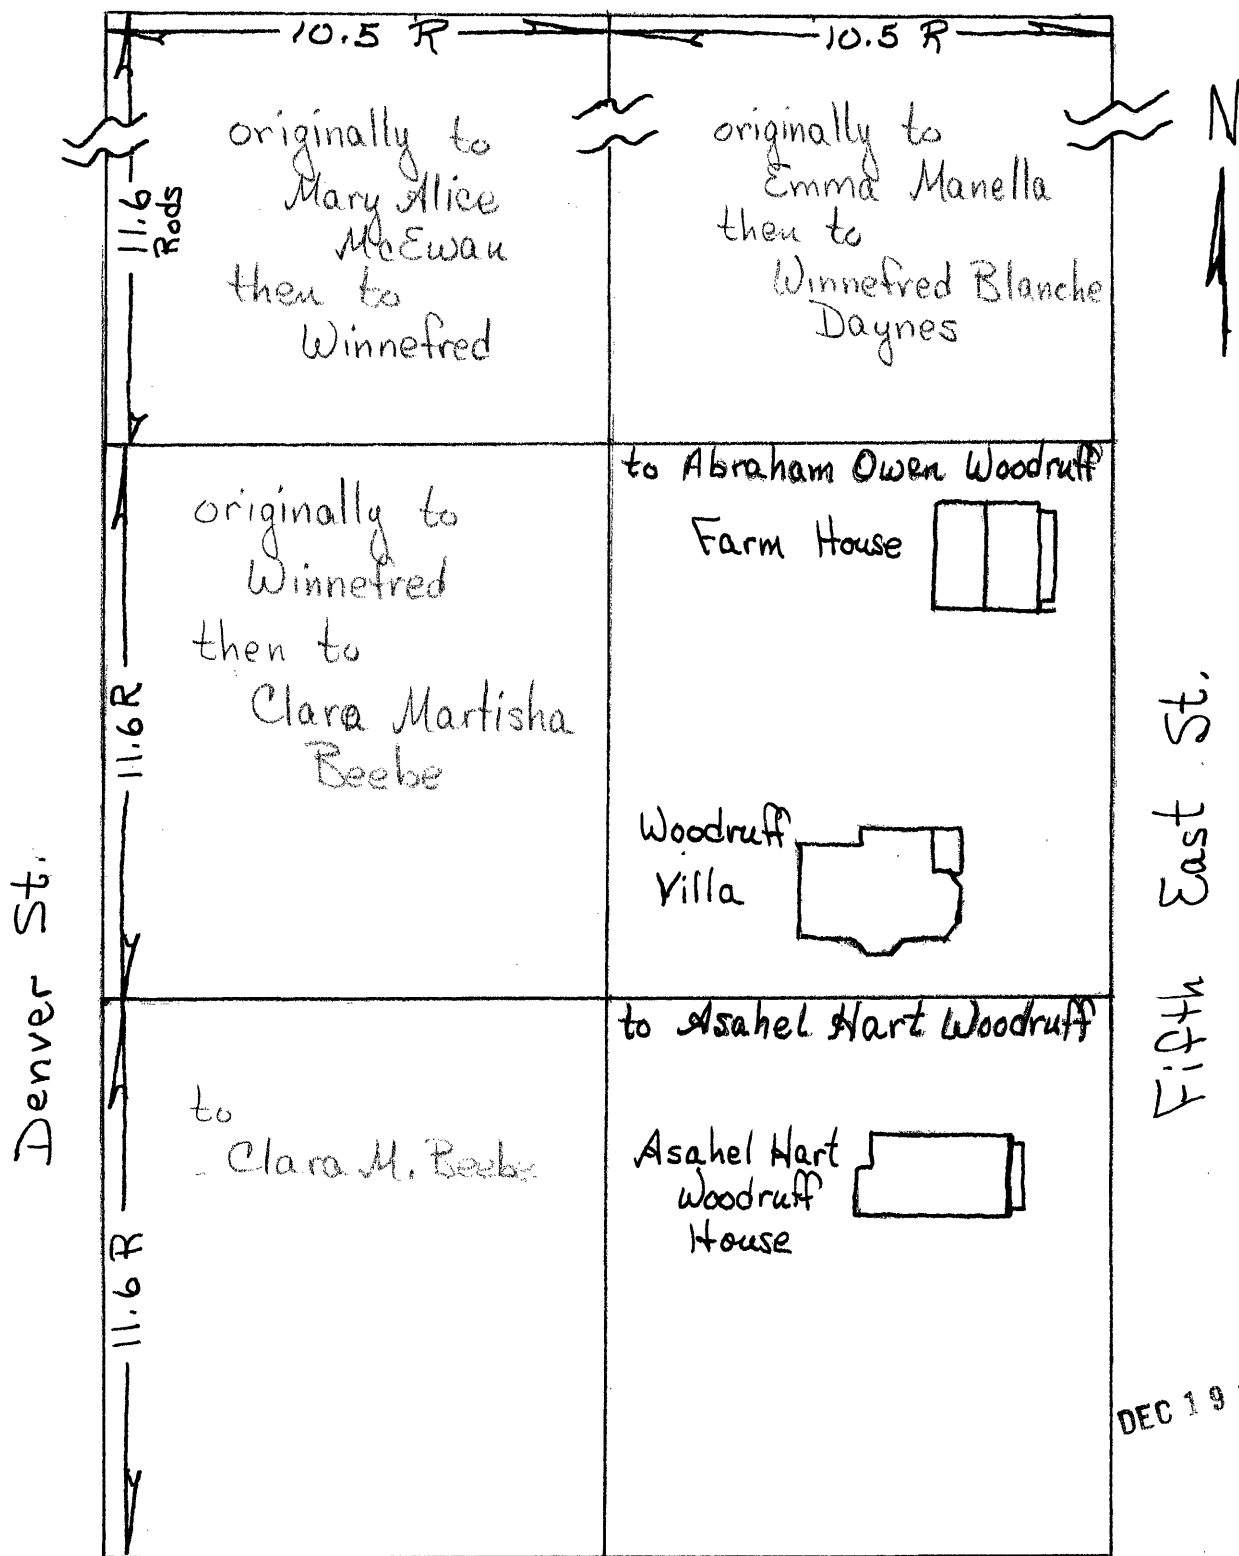 10.5 R
10.5 R
N
11.6
Rods
originally to
Mary Alice
McEwan
then to
Winnefred
originally to
Emma Manella
then to
Winnefred Blanche
Daynes
11.6 R
originally to
Winnefred
then to
Clara Martisha
Beebe
to Abraham Owen Woodruff
Farm House
Woodruff
Villa
Denver St.
Fifth East St.
11.6 R
to
Clara M. Beebe
to Asahel Hart Woodruff
Asahel Hart
Woodruff
House
DEC 19